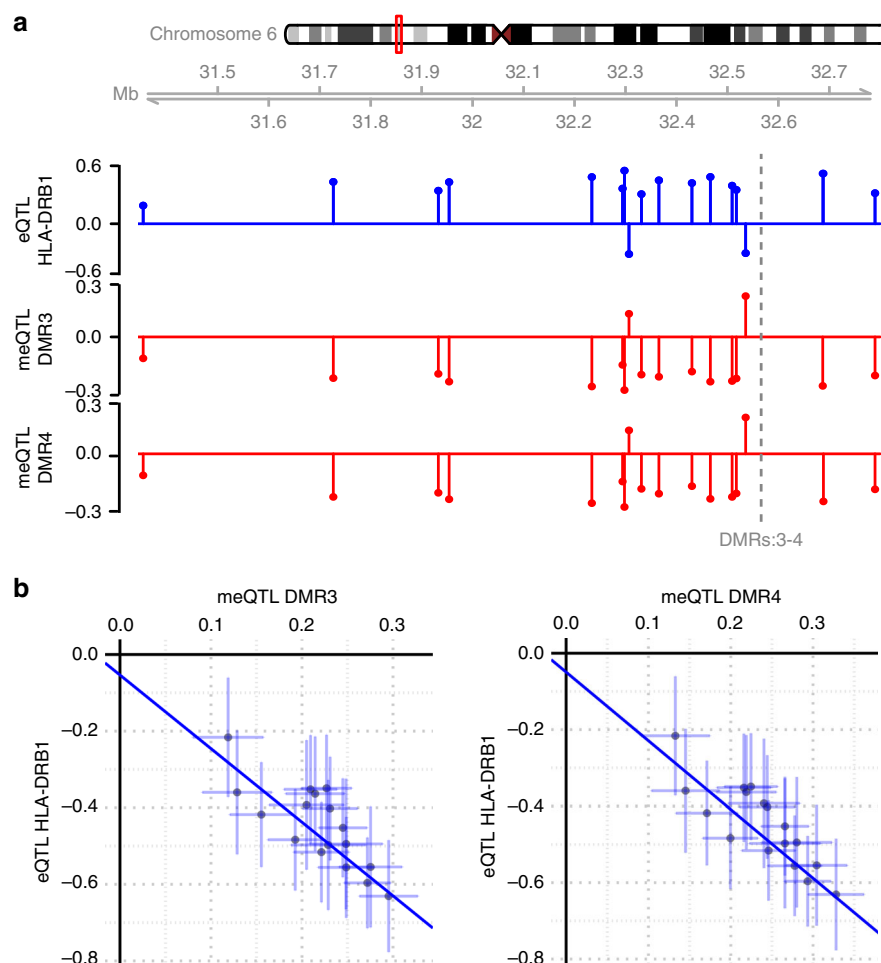 a
Chromosome 6
31.5 31.7 31.9 32.1 32.3 32.5 32.7
Mb
31.6 31.8 32 32.2 32.4 32.6
eQTL
HLA-DRB1
0.6
0.0
−0.6
meQTL
DMR3
0.3
0.0
−0.3
meQTL
DMR4
0.3
0.0
−0.3
DMRs:3-4
b
meQTL DMR3
0.0 0.1 0.2 0.3
eQTL HLA-DRB1
0.0
−0.2
−0.4
−0.6
−0.8
meQTL DMR4
0.0 0.1 0.2 0.3
eQTL HLA-DRB1
0.0
−0.2
−0.4
−0.6
−0.8